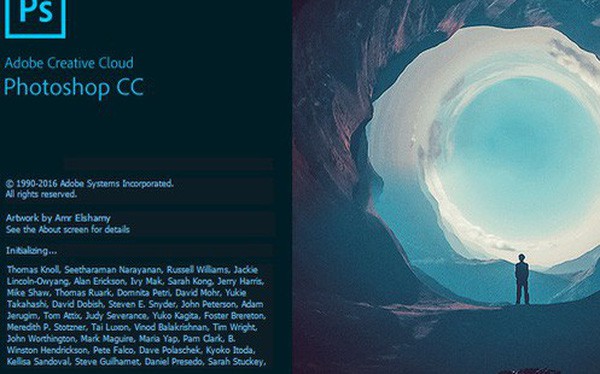 Ps
Adobe Creative Cloud
Photoshop CC
© 1990-2016 Adobe Systems Incorporated.
All rights reserved.
Artwork by Amr Elshamy
See the About screen for details
Initializing...
Thomas Knoll, Seetharaman Narayanan, Russell Williams, Jackie
Lincoln-Owyang, Alan Erickson, Ivy Mak, Sarah Kong, Jerry Harris,
Mike Shaw, Thomas Ruark, Domnita Petri, David Mohr, Yukie
Takahashi, David Dobish, Steven E. Snyder, John Peterson, Adam
Jerugim, Tom Attix, Judy Severance, Yuko Kagita, Foster Brereton,
Meredith P. Stotzner, Tai Luxon, Vinod Balakrishnan, Tim Wright,
John Worthington, Mark Maguire, Maria Yap, Pam Clark, B.
Winston Hendrickson, Pete Falco, Dave Polaschek, Kyoko Itoda,
Kellisa Sandoval, Steve Guilhamet, Daniel Presedo, Sarah Stuckey,